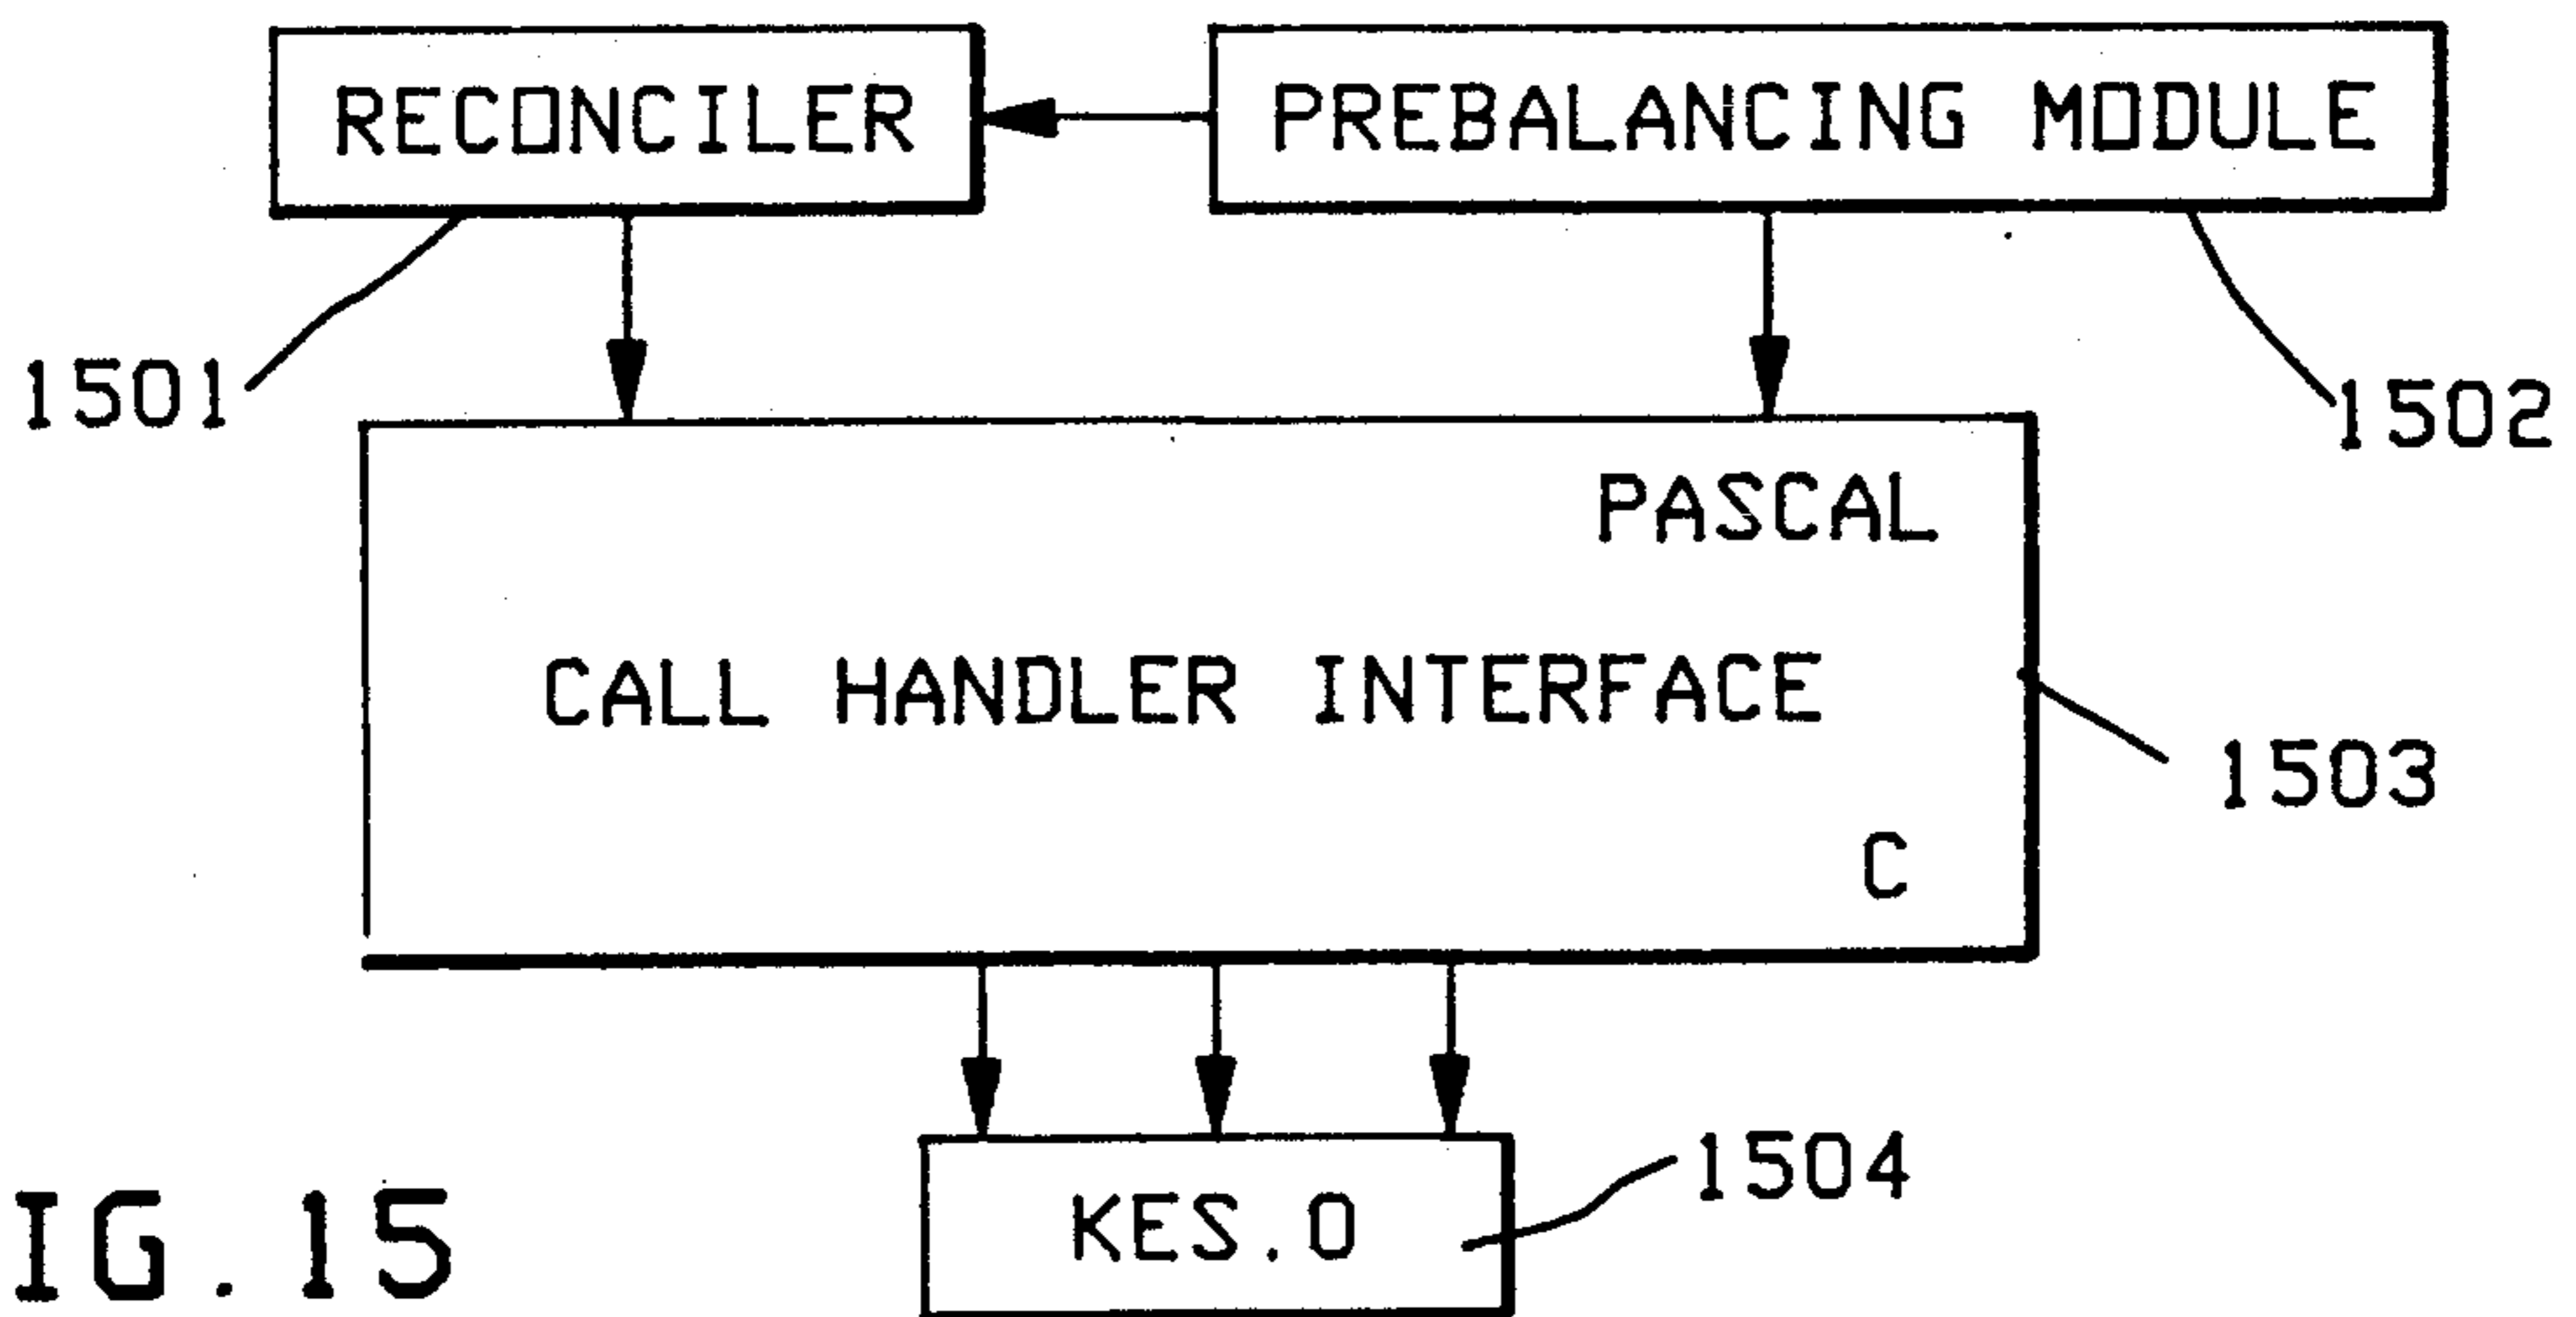 RECONCILER
PREBALANCING MODULE
1501
1502
PASCAL
CALL HANDLER INTERFACE
1503
C
KES.O
1504
IG.15